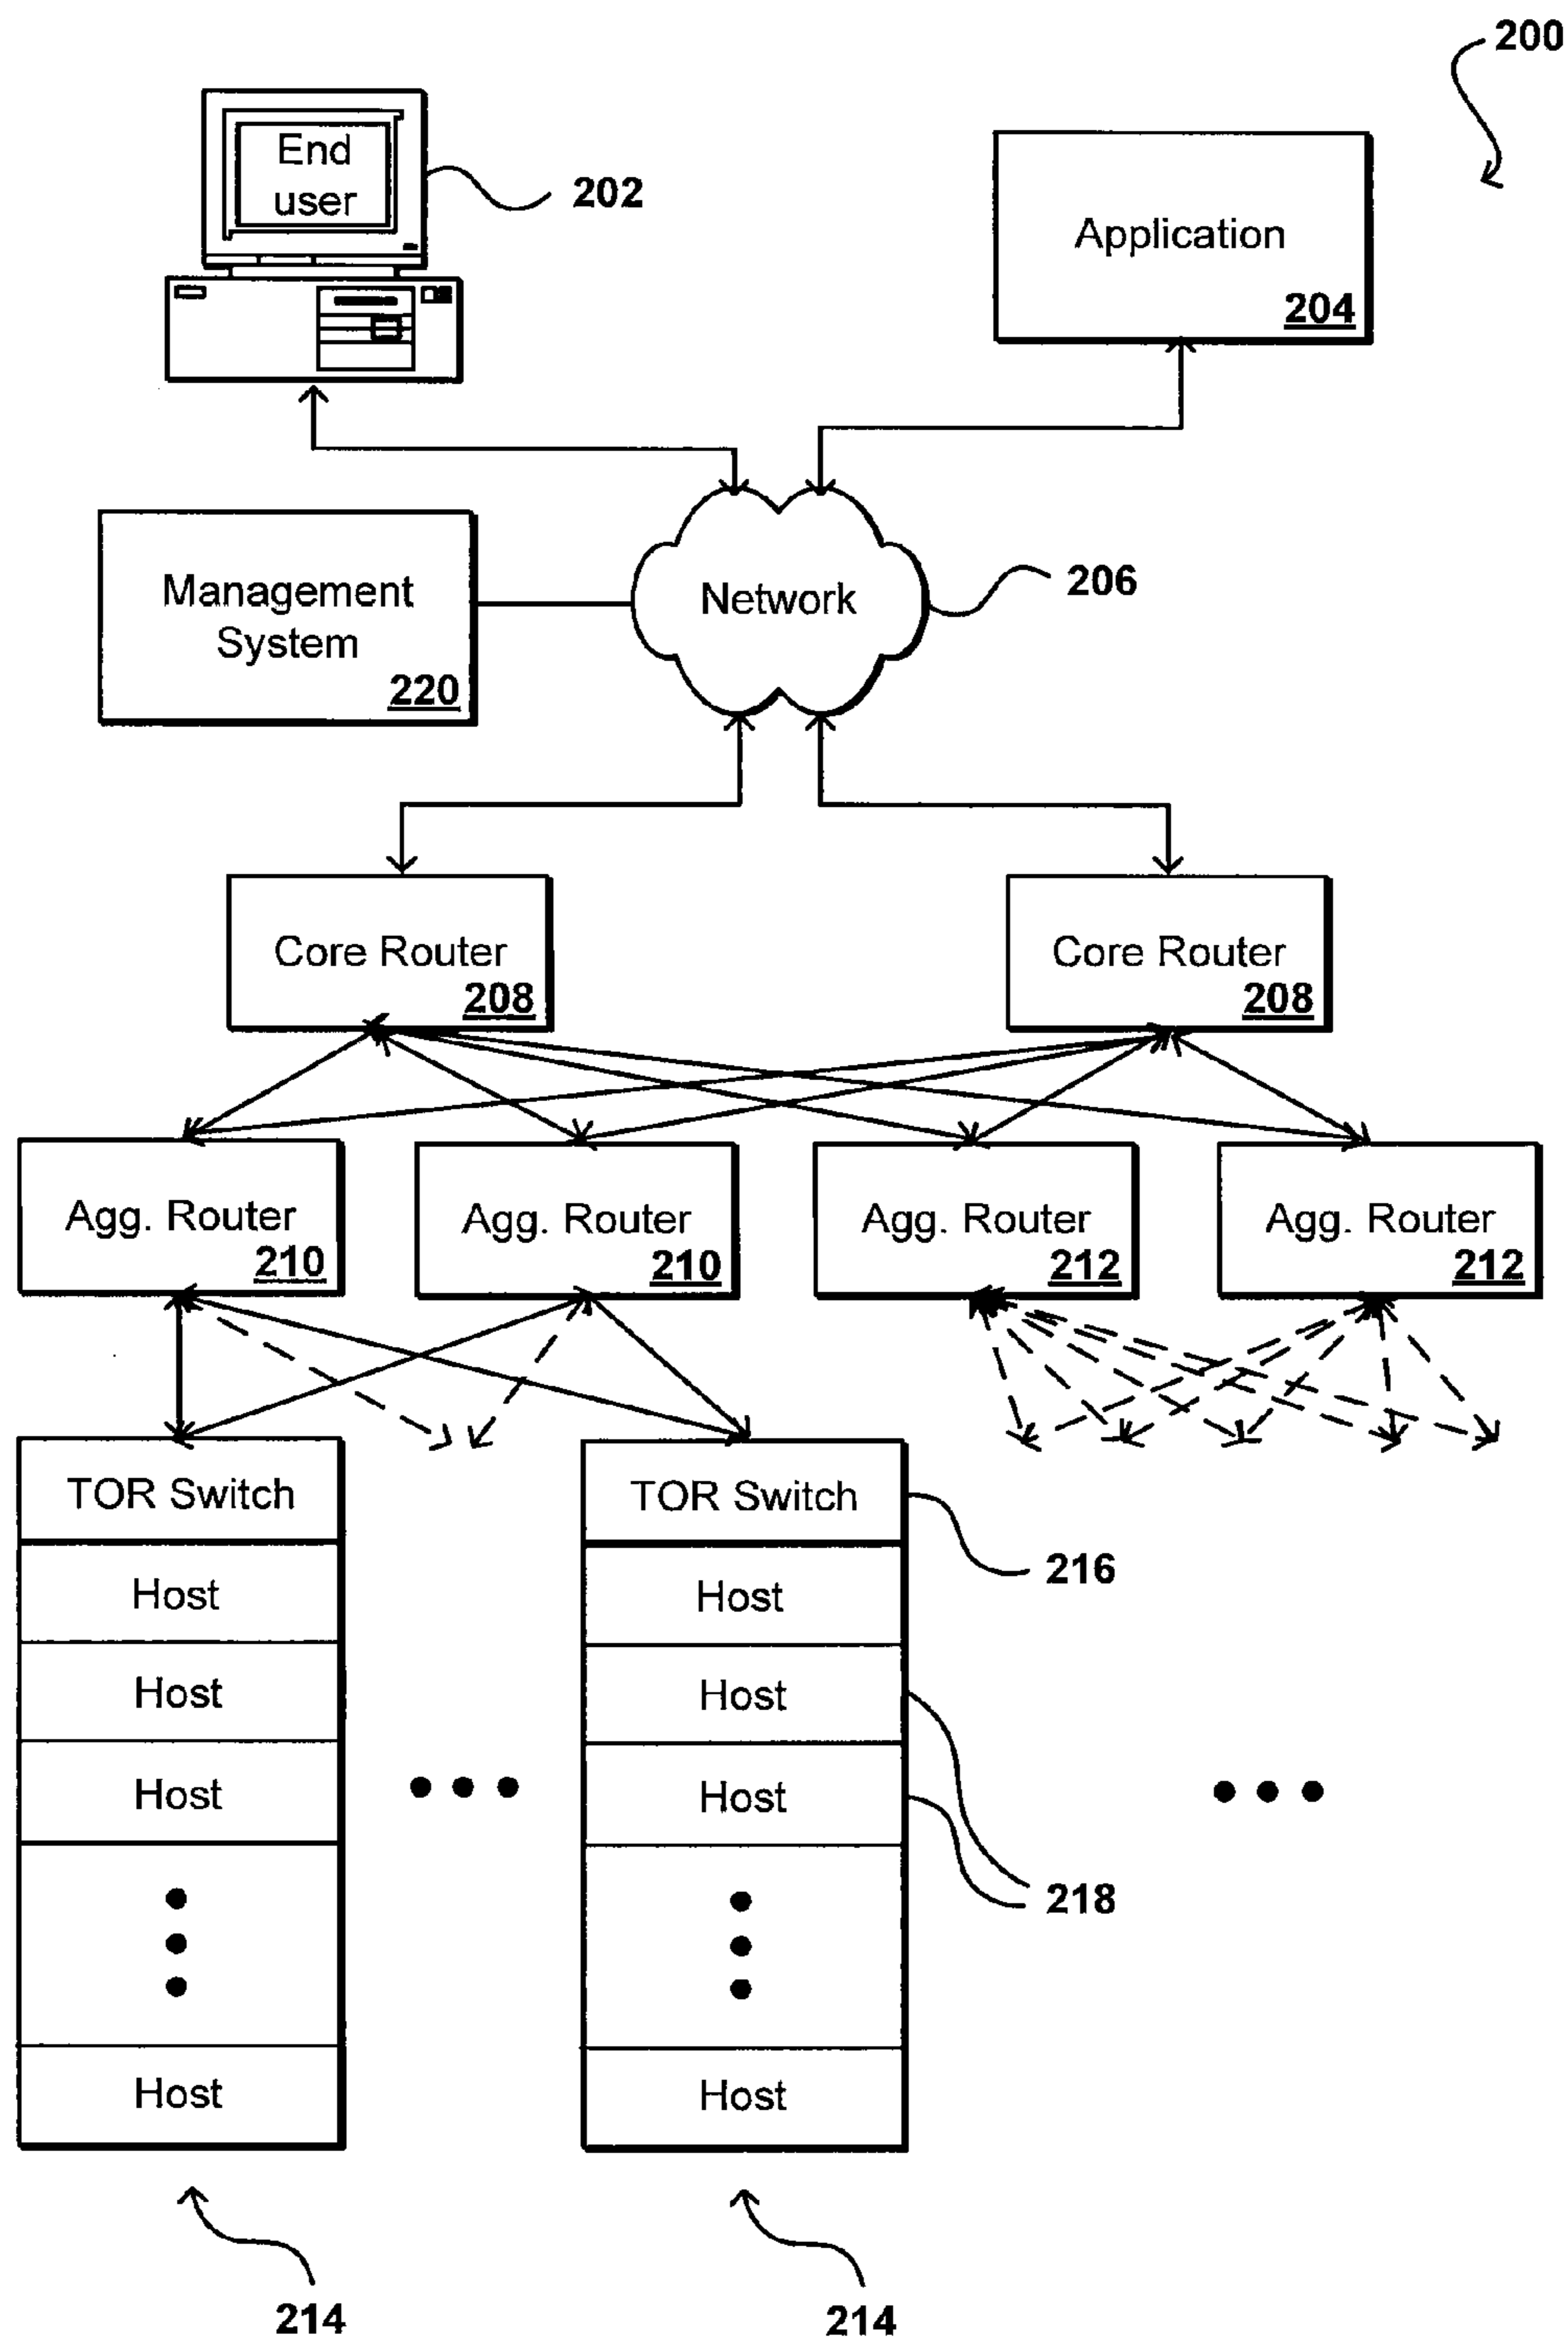 200
End
user
202
Application
204
Management
System
220
Network
206
Core Router
208
Core Router
208
Agg. Router
210
Agg. Router
210
Agg. Router
212
Agg. Router
212
TOR Switch
Host
Host
Host
Host
TOR Switch
Host
Host
Host
Host
216
218
214
214